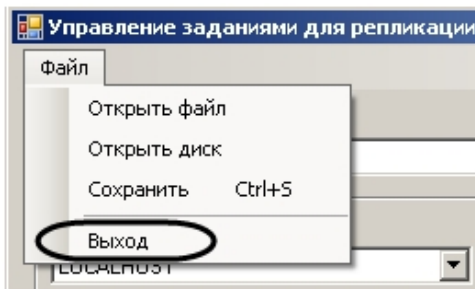 Управление заданиями для репликации
Файл
Открыть файл
Открыть диск
Сохранить Ctrl+S
Выход
LOCALHOST